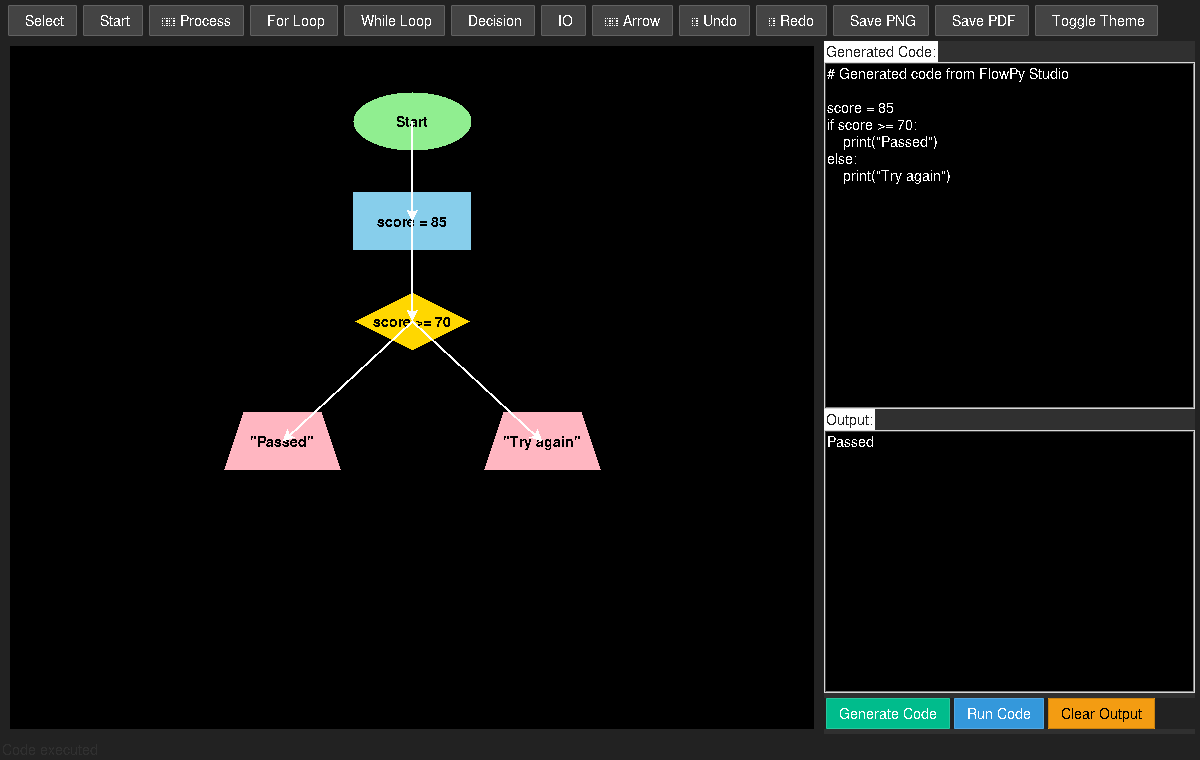 Select Start Process For Loop While Loop Decision IO Arrow Undo Redo Save PNG Save PDF Toggle Theme
Start
score = 85
score >= 70
"Passed" "Try again"
Generated Code:
# Generated code from FlowPy Studio
score = 85
if score >= 70:
    print("Passed")
else:
    print("Try again")
Output:
Passed
Generate Code Run Code Clear Output
Code executed